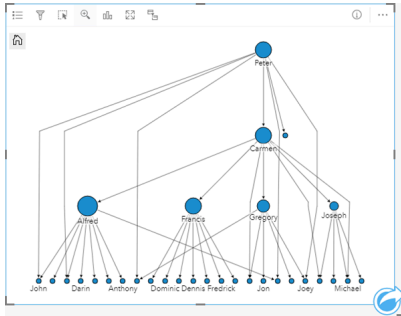 Peter
Carmen
Alfred
Francis
Gregory
Joseph
John
Darin
Anthony
Dominic
Dennis
Fredrick
Jon
Joey
Michael